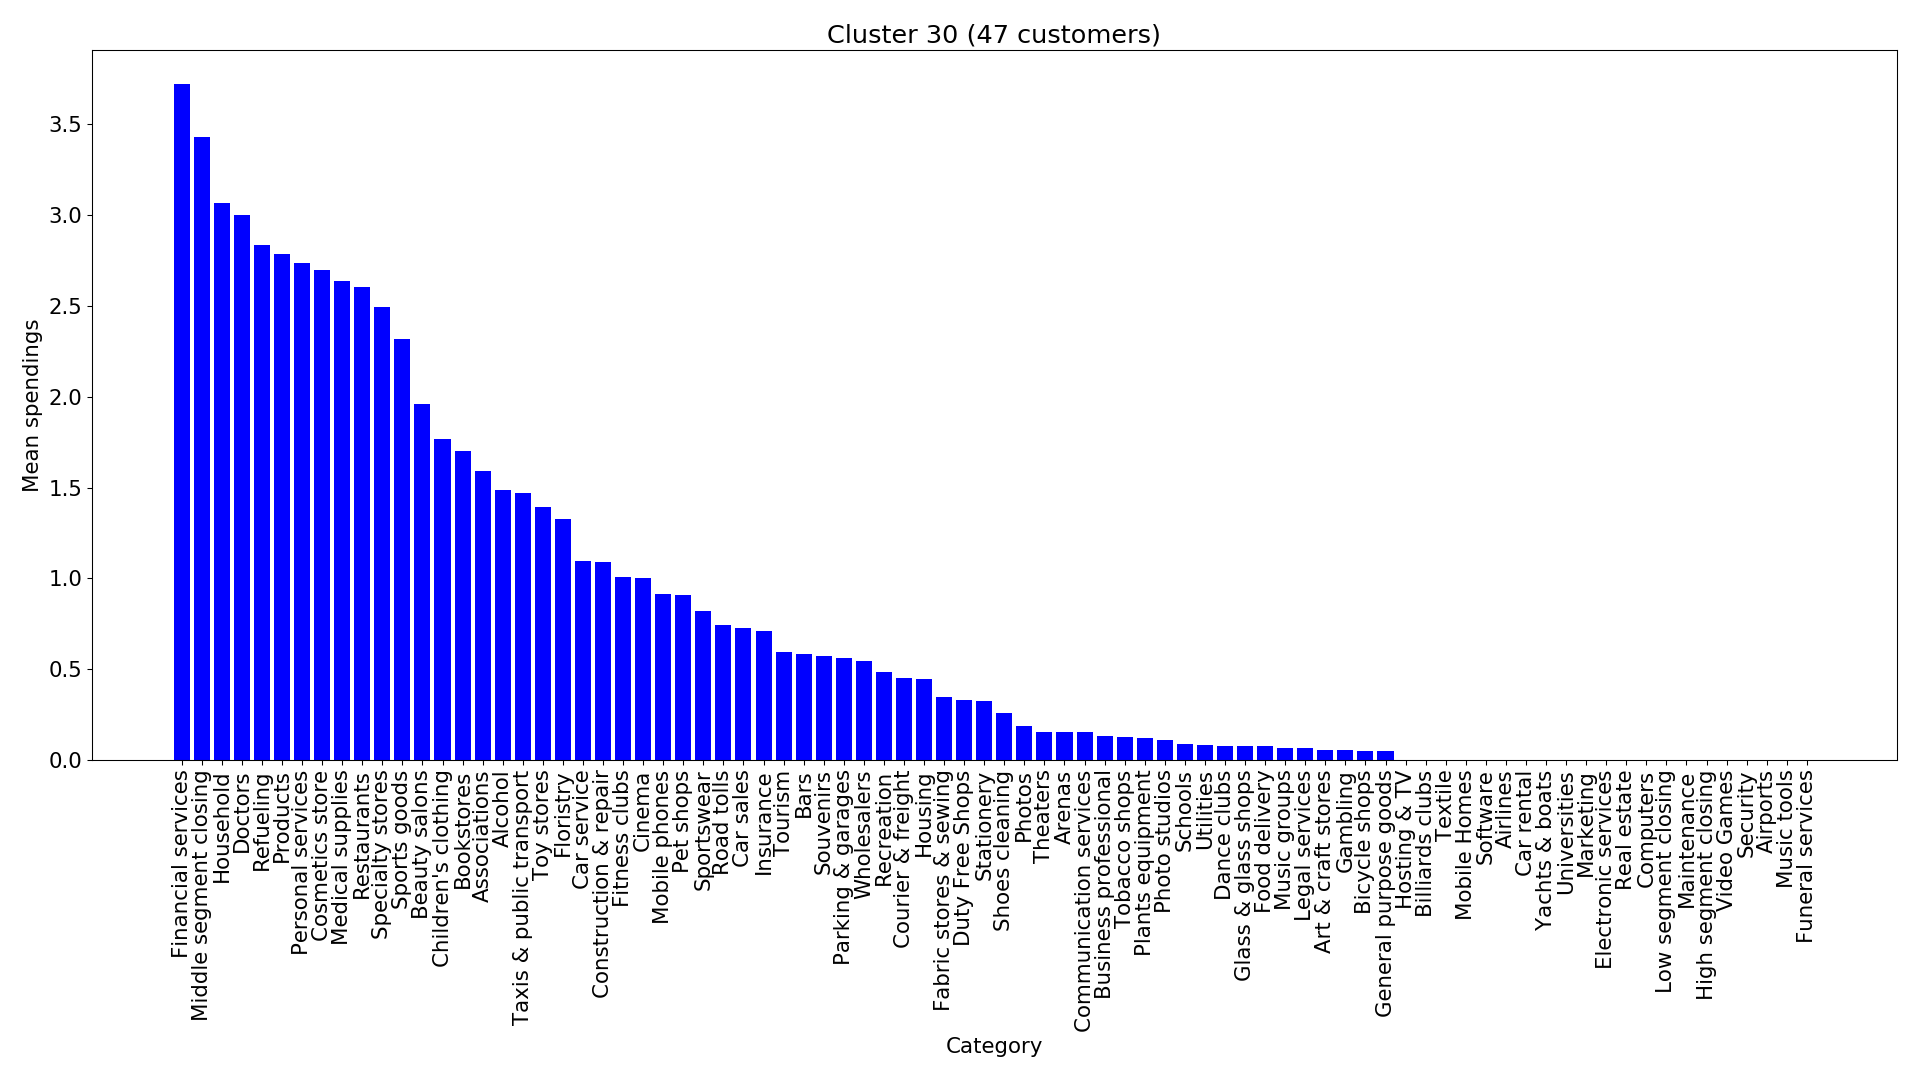 Cluster 30 (47 customers)
Mean spendings
3.5
3.0
2.5
2.0
1.5
1.0
0.5
0.0
Financial services
Middle segment closing
Household
Doctors
Refueling
Products
Personal services
Cosmetics store
Medical supplies
Restaurants
Specialty stores
Sports goods
Beauty salons
Children's clothing
Bookstores
Associations
Alcohol
Taxis & public transport
Toy stores
Floristry
Car service
Construction & repair
Fitness clubs
Cinema
Mobile phones
Pet shops
Sportswear
Road tolls
Car sales
Insurance
Tourism
Bars
Souvenirs
Parking & garages
Wholesalers
Recreation
Courier & freight
Housing
Fabric stores & sewing
Duty Free Shops
Stationery
Shoes cleaning
Photos
Theaters
Arenas
Communication services
Business professional
Tobacco shops
Plants equipment
Photo studios
Schools
Utilities
Dance clubs
Glass & glass shops
Food delivery
Music groups
Legal services
Art & craft stores
Gambling
Bicycle shops
General purpose goods
Hosting & TV
Billiards clubs
Textile
Mobile Homes
Software
Airlines
Car rental
Yachts & boats
Universities
Marketing
Electronic services
Real estate
Computers
Low segment closing
Maintenance
High segment closing
Video Games
Security
Airports
Music tools
Funeral services
Category